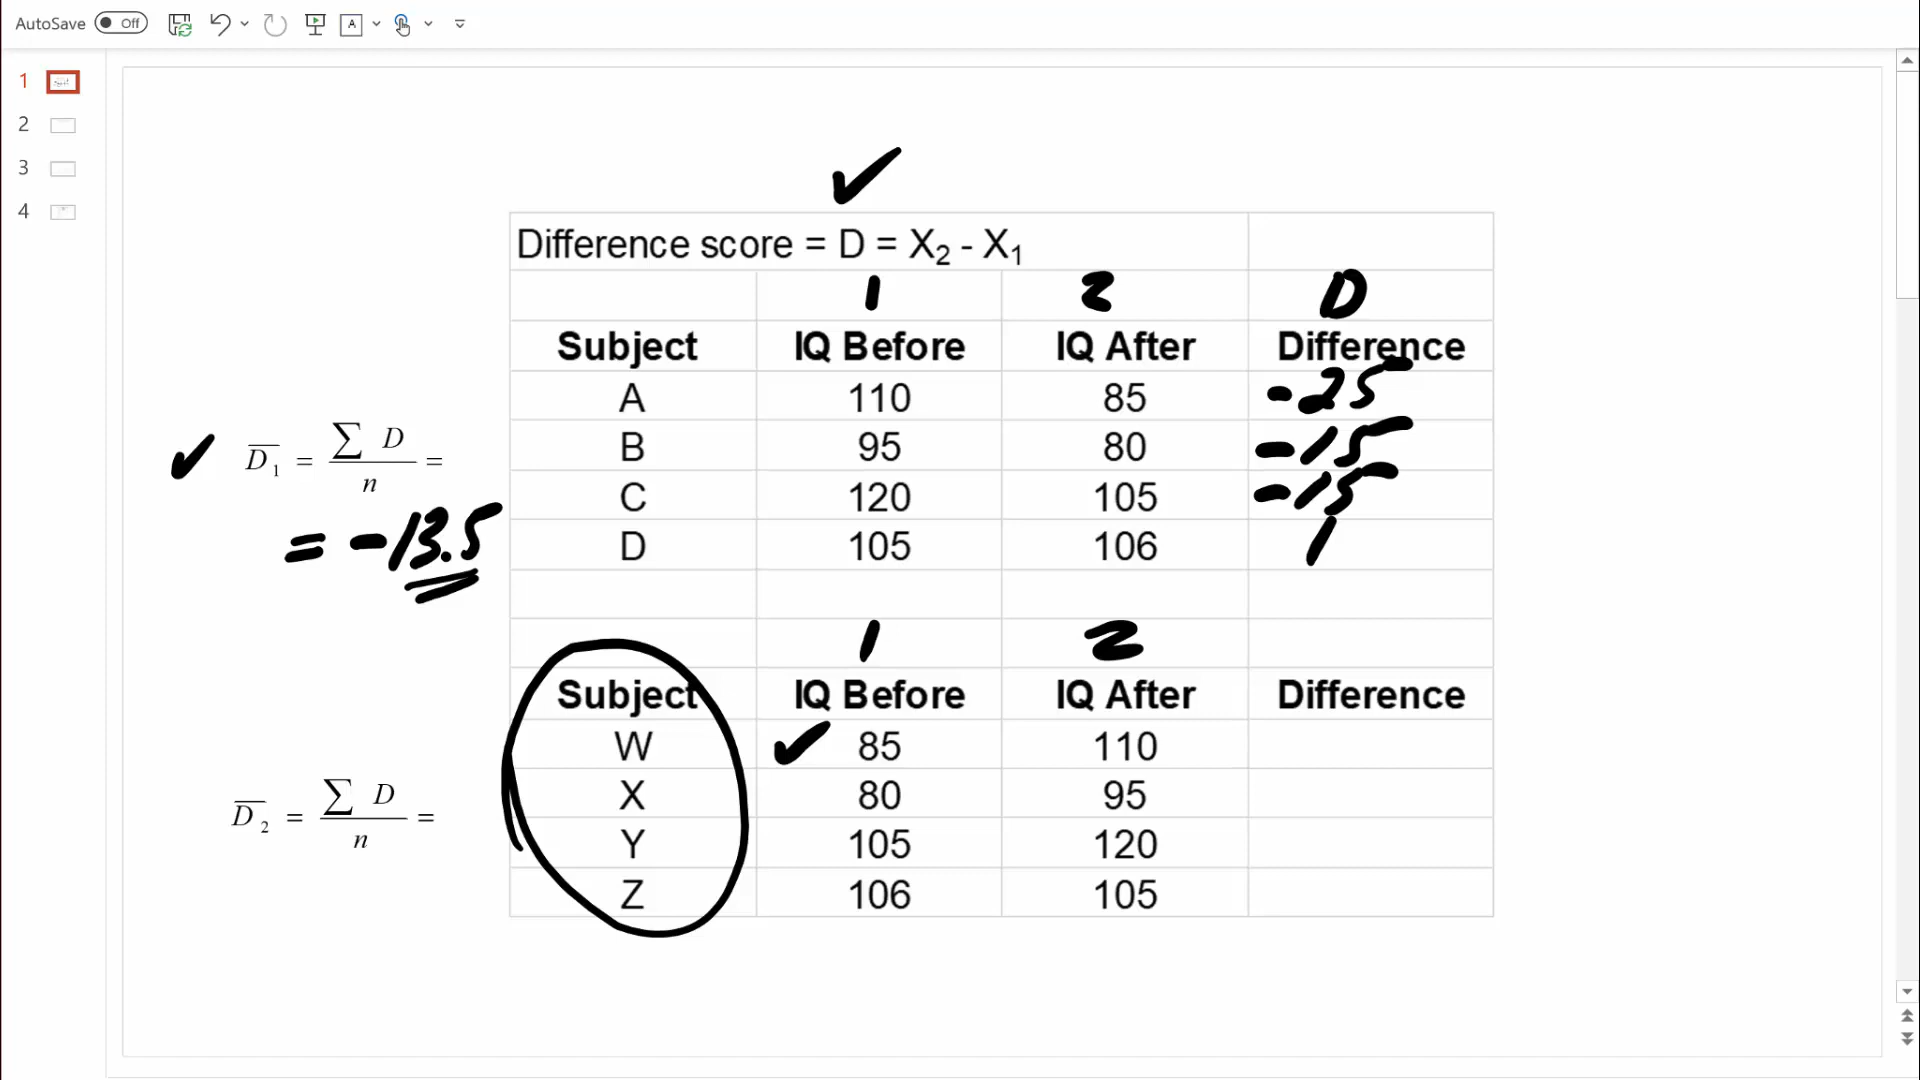 AutoSave Off
A
1
2
3
4
Difference score = D = X₂ - X₁
1 2 D
Subject IQ Before IQ After Difference
A 110 85 -25
B 95 80 -15
C 120 105 -15
D 105 106 1
D̅₁ = ∑ D / n =
= -13.5
1 2
Subject IQ Before IQ After Difference
W 85 110
X 80 95
Y 105 120
Z 106 105
D̅₂ = ∑ D / n =